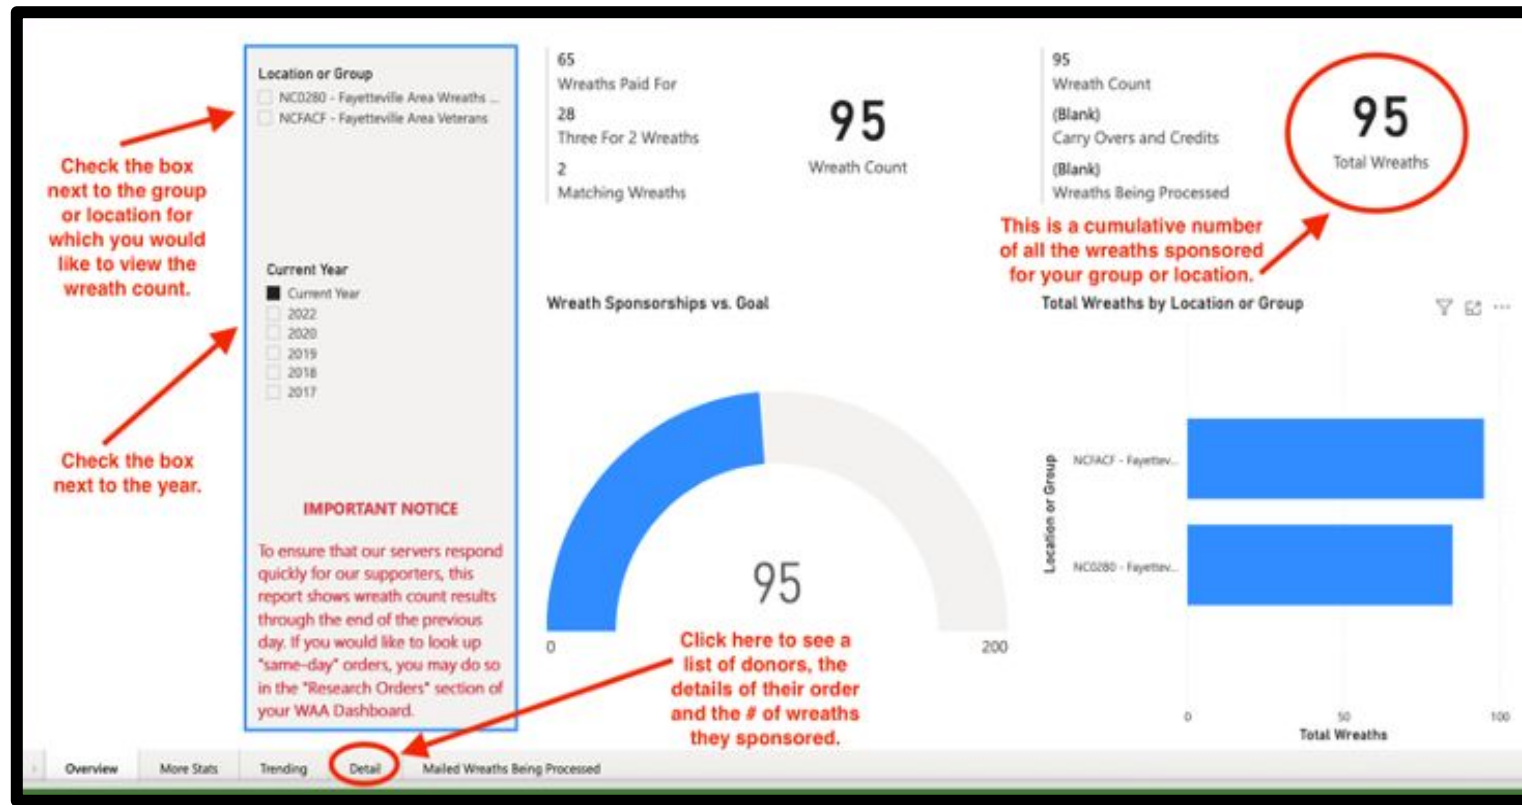 Location or Group
NC0280 - Fayetteville Area Wreaths ...
NCFACF - Fayetteville Area Veterans
Check the box
next to the group
or location for
which you would
like to view the
wreath count.
Current Year
Current Year
2022
2020
2019
2018
2017
Check the box
next to the year.
IMPORTANT NOTICE
To ensure that our servers respond
quickly for our supporters, this
report shows wreath count results
through the end of the previous
day. If you would like to look up
"same-day" orders, you may do so
in the "Research Orders" section of
your WAA Dashboard.
65
Wreaths Paid For
28
Three For 2 Wreaths
2
Matching Wreaths
95
Wreath Count
95
Wreath Count
(Blank)
Carry Overs and Credits
(Blank)
Wreaths Being Processed
95
Total Wreaths
This is a cumulative number
of all the wreaths sponsored
for your group or location.
Wreath Sponsorships vs. Goal
95
0
200
Click here to see a
list of donors, the
details of their order
and the # of wreaths
they sponsored.
Total Wreaths by Location or Group
Location or Group
NCFACF - Fayettev...
NC0280 - Fayettev...
0 50 100
Total Wreaths
Overview More Stats Trending Detail Mailed Wreaths Being Processed